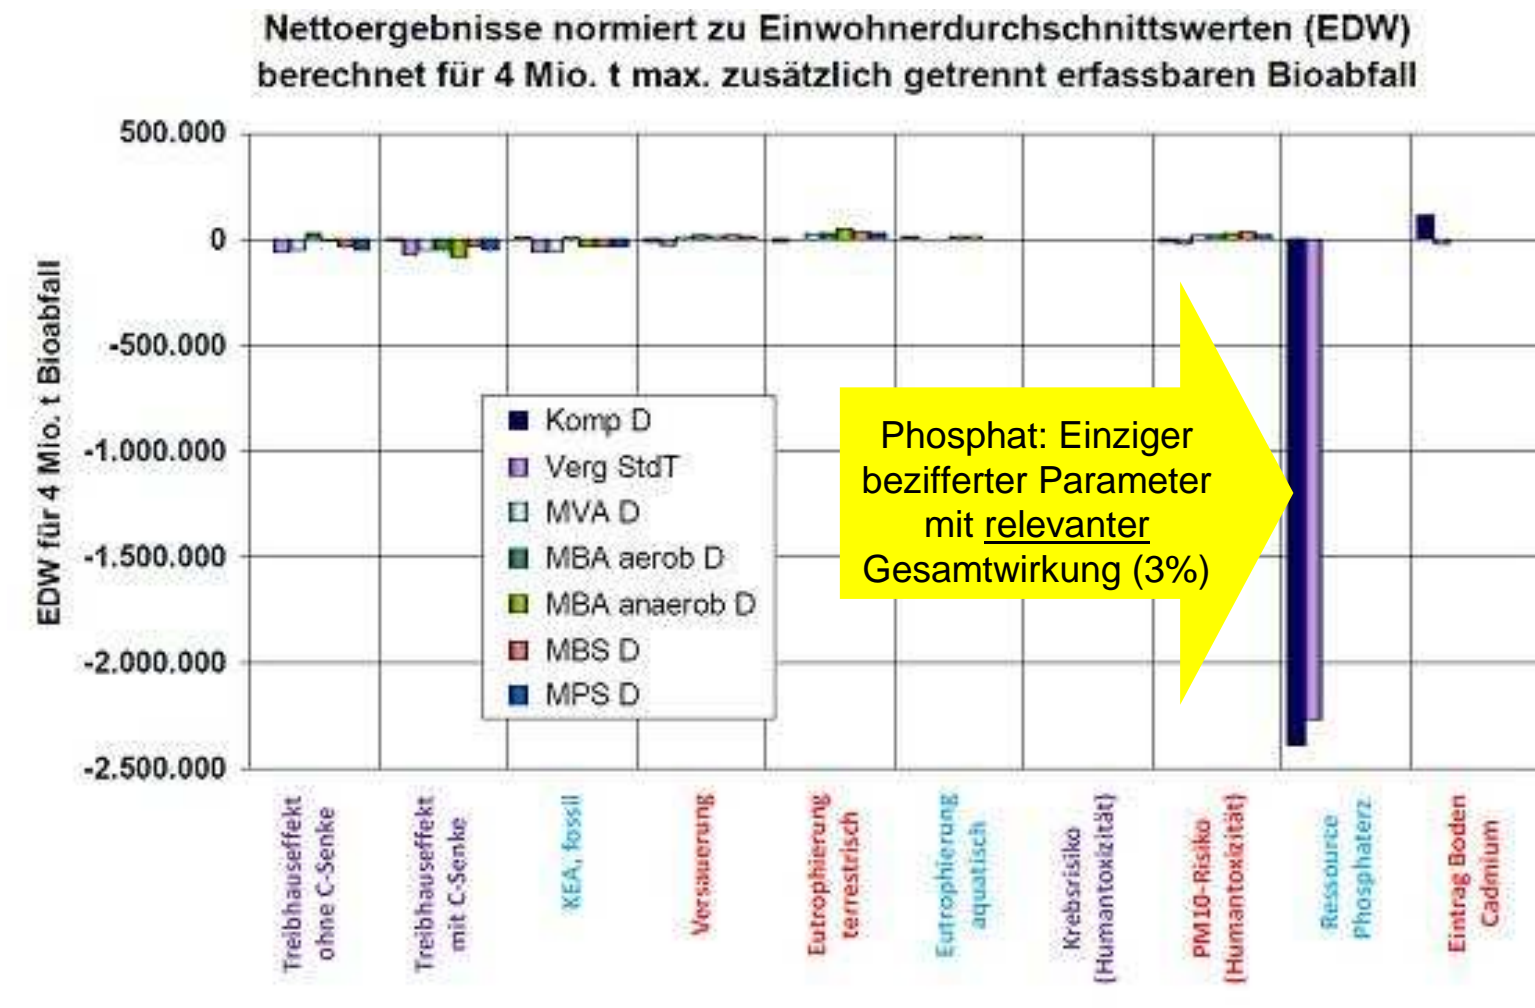 Nettoergebnisse normiert zu Einwohnerdurchschnittswerten (EDW)
berechnet für 4 Mio. t max. zusätzlich getrennt erfassbaren Bioabfall
EDW für 4 Mio. t Bioabfall
500.000
0
-500.000
-1.000.000
-1.500.000
-2.000.000
-2.500.000
Komp D
Verg StdT
MVA D
MBA aerob D
MBA anaerob D
MBS D
MPS D
Phosphat: Einziger
bezifferter Parameter
mit relevanter
Gesamtwirkung (3%)
Treibhauseffekt
ohne C-Senke
Treibhauseffekt
mit C-Senke
KEA, fossil
Versauerung
Eutrophierung
terrestrisch
Eutrophierung
aquatisch
Krebsrisiko
(Humantoxizität)
PM10-Risiko
(Humantoxizität)
Ressource
Phosphaterz
Eintrag Boden
Cadmium